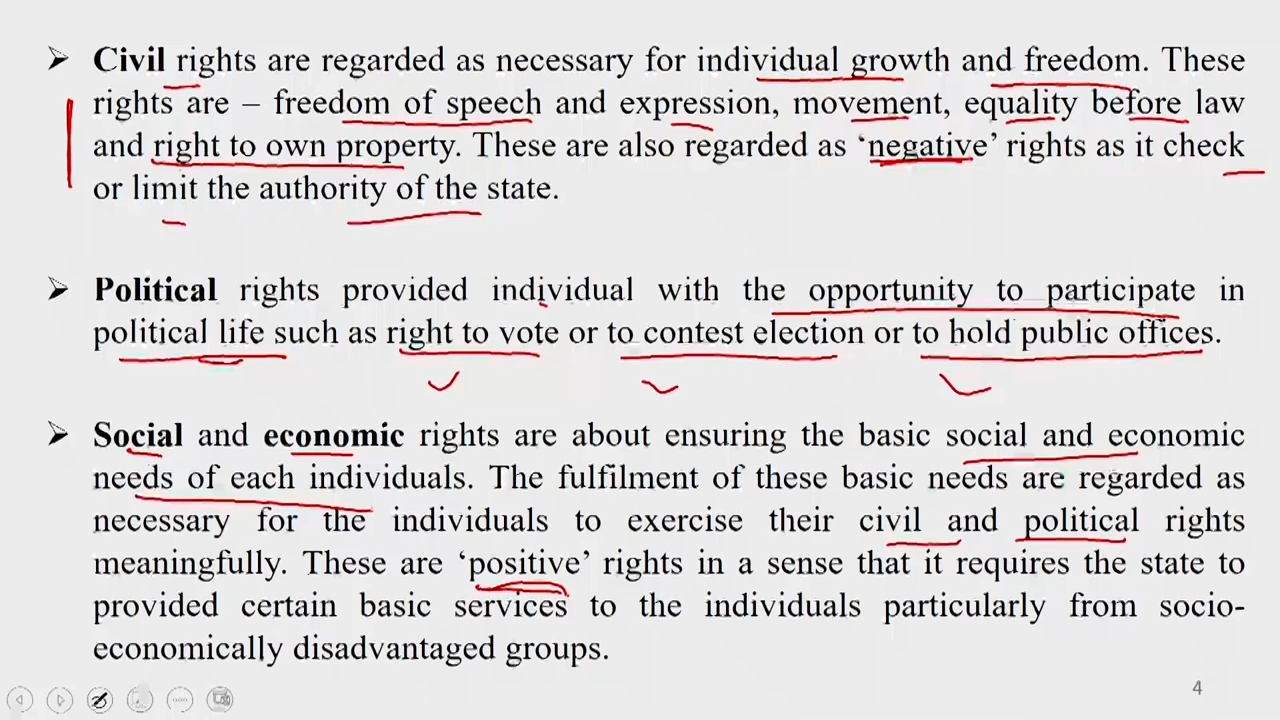 ➢ Civil rights are regarded as necessary for individual growth and freedom. These
rights are – freedom of speech and expression, movement, equality before law
and right to own property. These are also regarded as ‘negative’ rights as it check
or limit the authority of the state.
➢ Political rights provided individual with the opportunity to participate in
political life such as right to vote or to contest election or to hold public offices.
➢ Social and economic rights are about ensuring the basic social and economic
needs of each individuals. The fulfilment of these basic needs are regarded as
necessary for the individuals to exercise their civil and political rights
meaningfully. These are ‘positive’ rights in a sense that it requires the state to
provided certain basic services to the individuals particularly from socio-
economically disadvantaged groups.
4